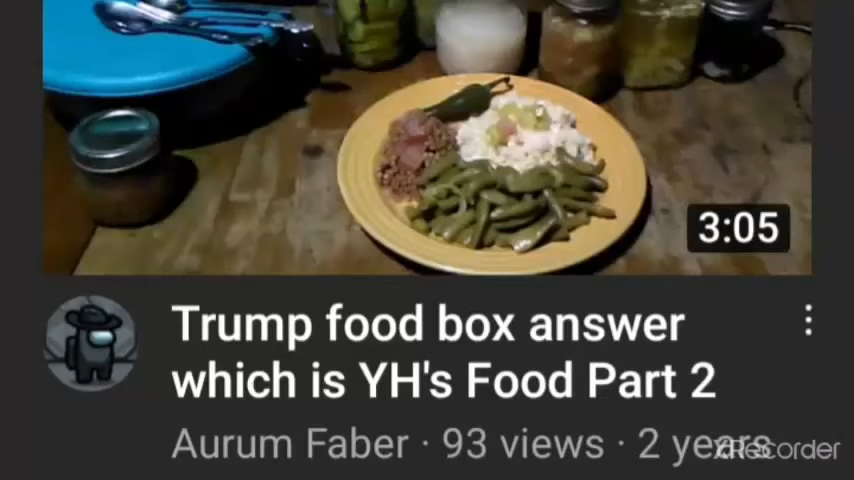 3:05
Trump food box answer
which is YH's Food Part 2
Aurum Faber · 93 views · 2 years
XRecorder